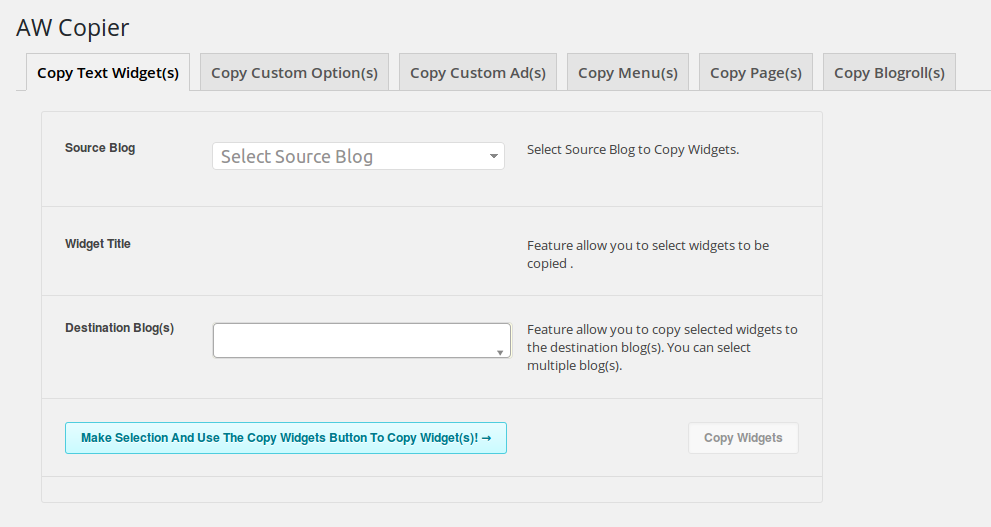 AW Copier
Copy Text Widget(s)
Copy Custom Option(s)
Copy Custom Ad(s)
Copy Menu(s)
Copy Page(s)
Copy Blogroll(s)
Source Blog
Select Source Blog
Select Source Blog to Copy Widgets.
Widget Title
Feature allow you to select widgets to be
copied .
Destination Blog(s)
Feature allow you to copy selected widgets to
the destination blog(s). You can select
multiple blog(s).
Make Selection And Use The Copy Widgets Button To Copy Widget(s)! →
Copy Widgets